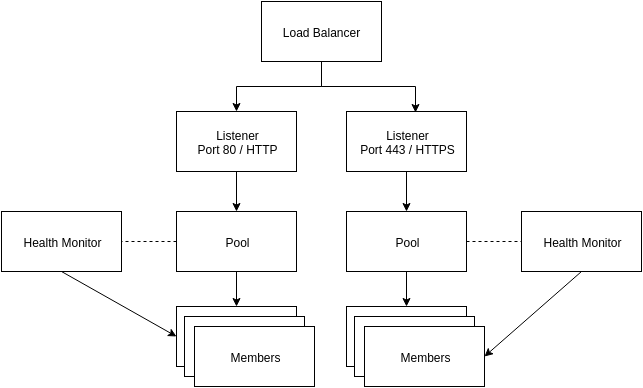 Load Balancer
Listener
Port 80 / HTTP
Listener
Port 443 / HTTPS
Health Monitor
Pool
Pool
Health Monitor
Members
Members